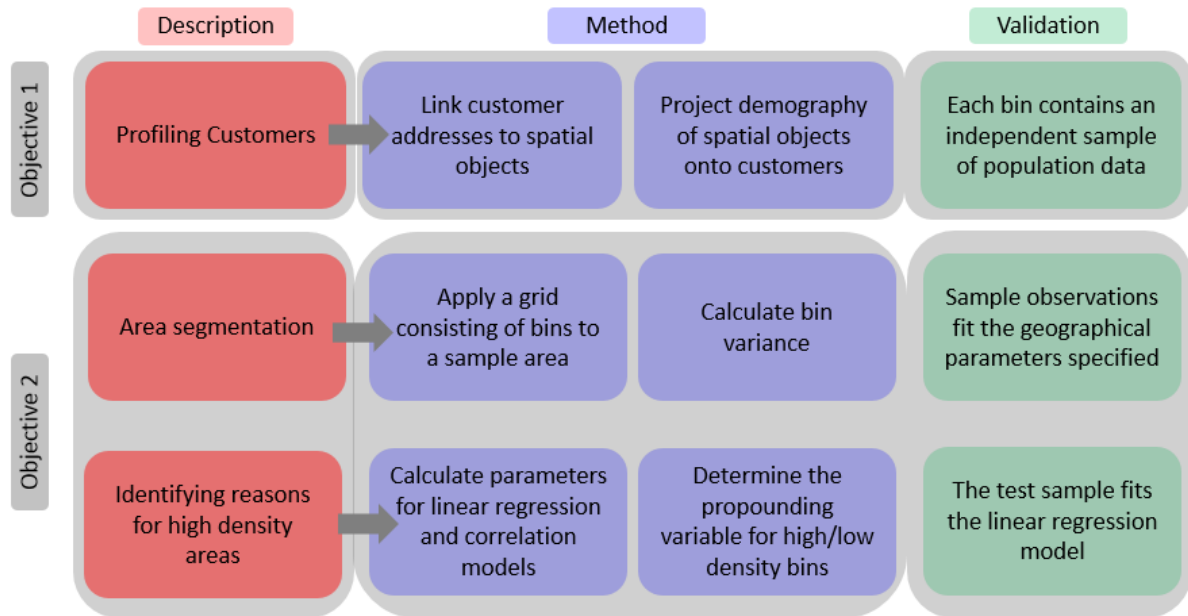 Description
Method
Validation
Objective 1
Profiling Customers
Link customer
addresses to spatial
objects
Project demography
of spatial objects
onto customers
Each bin contains an
independent sample
of population data
Objective 2
Area segmentation
Apply a grid
consisting of bins to
a sample area
Calculate bin
variance
Sample observations
fit the geographical
parameters specified
Identifying reasons
for high density
areas
Calculate parameters
for linear regression
and correlation
models
Determine the
propounding
variable for high/low
density bins
The test sample fits
the linear regression
model